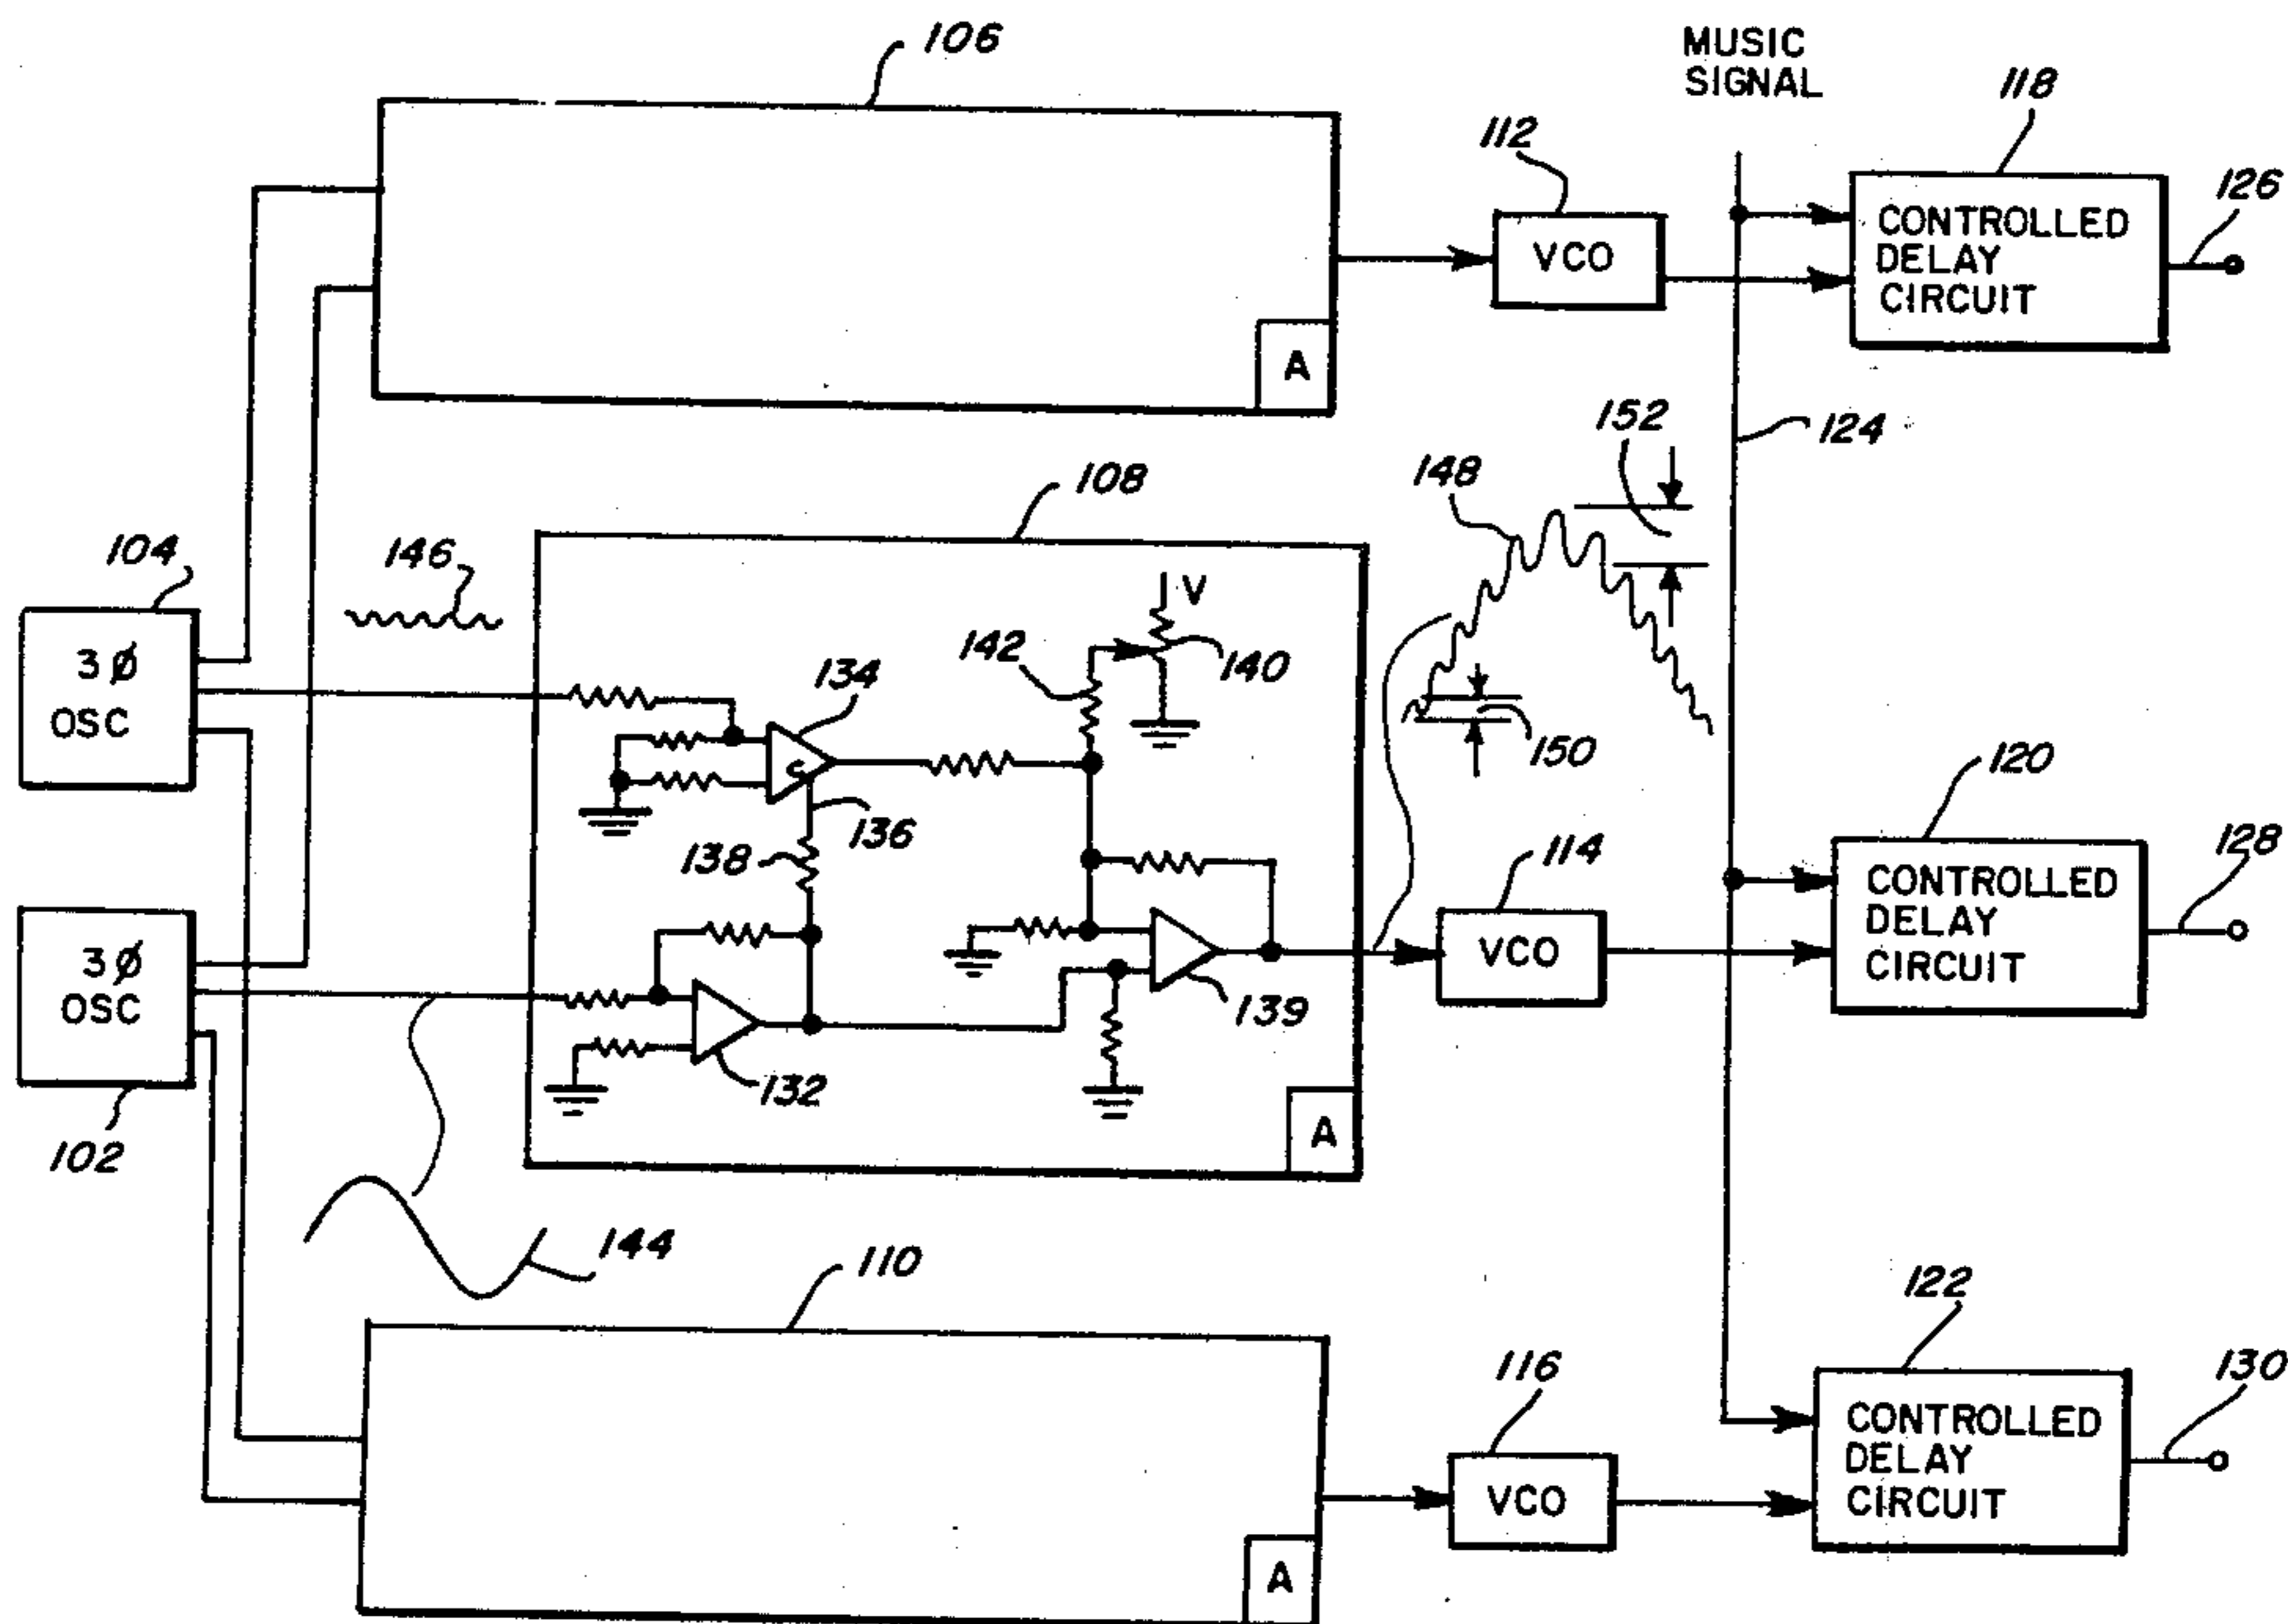 106
MUSIC
SIGNAL
118
112
126
VCO
CONTROLLED
DELAY
CIRCUIT
A
152
124
148
108
104
146
V
142
140
134
3Ø
OSC
150
120
C
136
138
114
128
VCO
CONTROLLED
DELAY
CIRCUIT
3Ø
OSC
139
132
102
A
144
110
122
116
130
VCO
CONTROLLED
DELAY
CIRCUIT
A